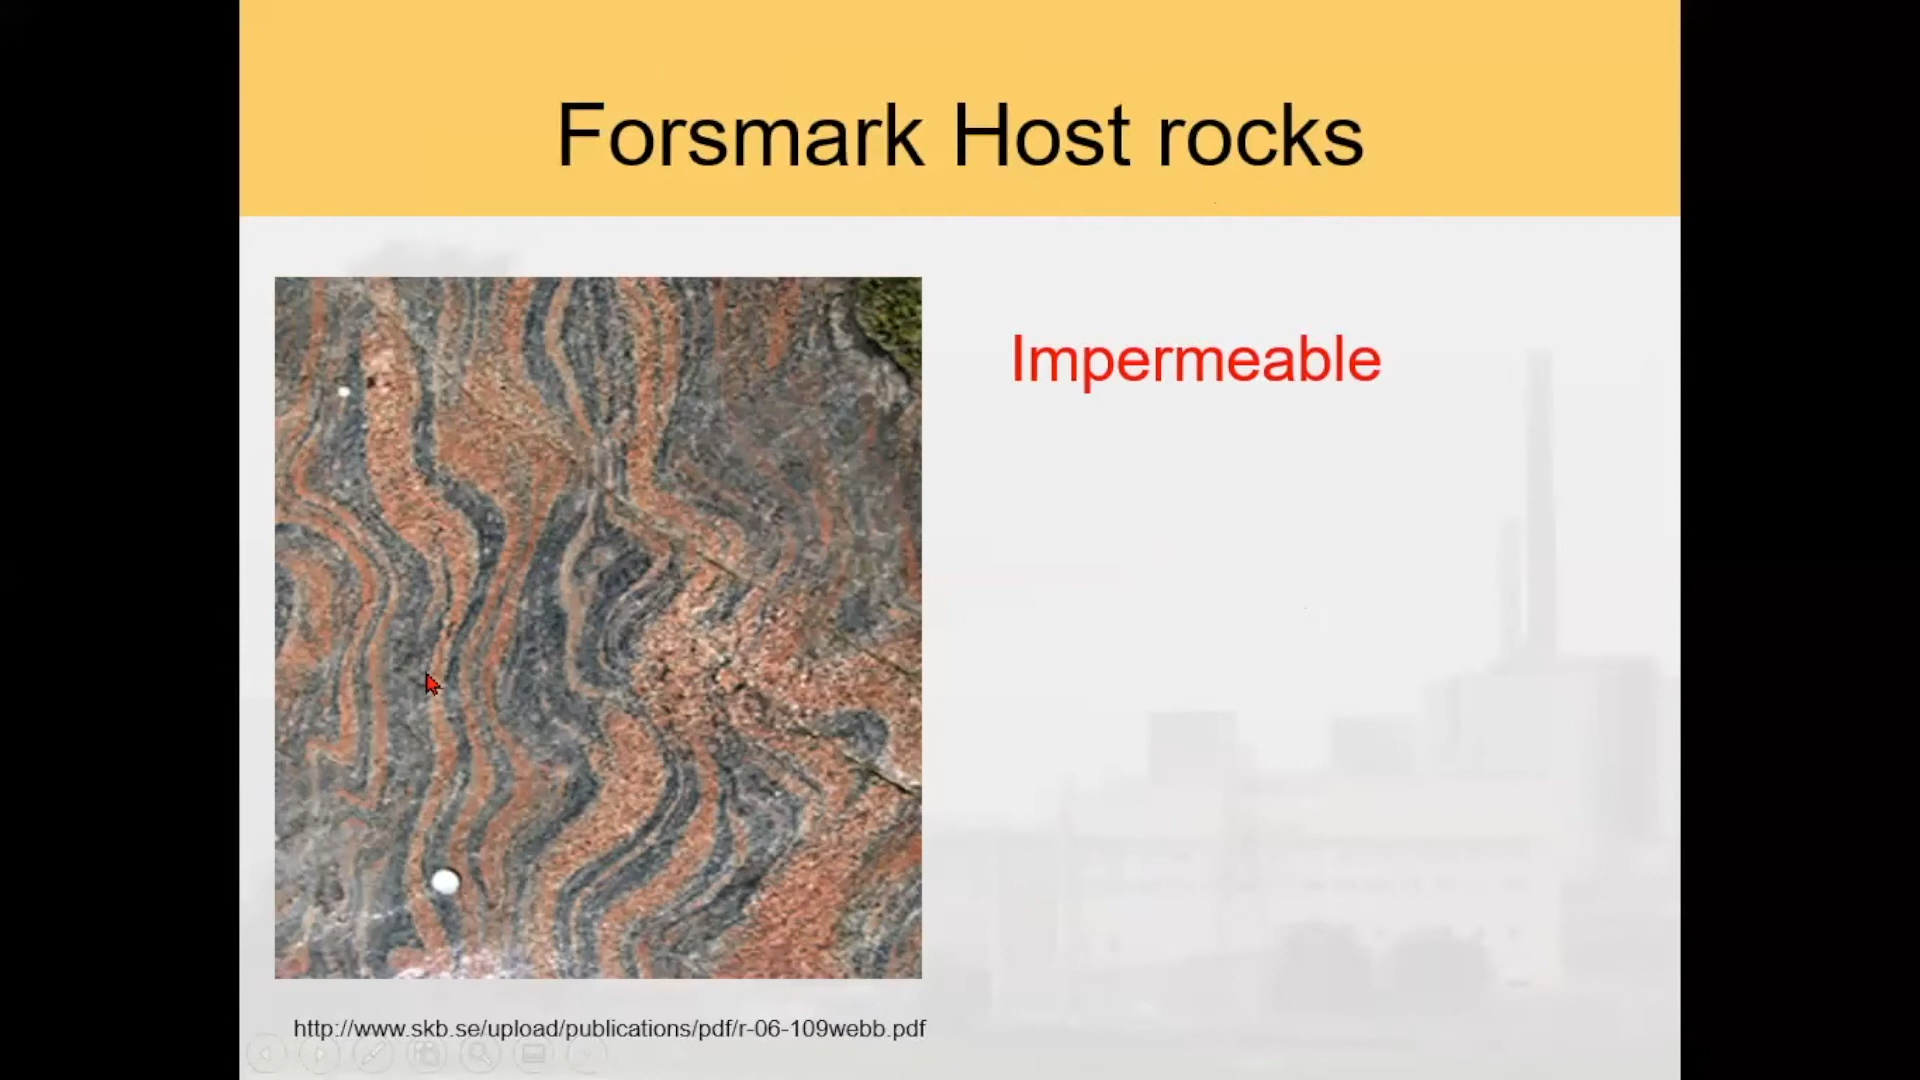 Forsmark Host rocks
Impermeable
http://www.skb.se/upload/publications/pdf/r-06-109webb.pdf